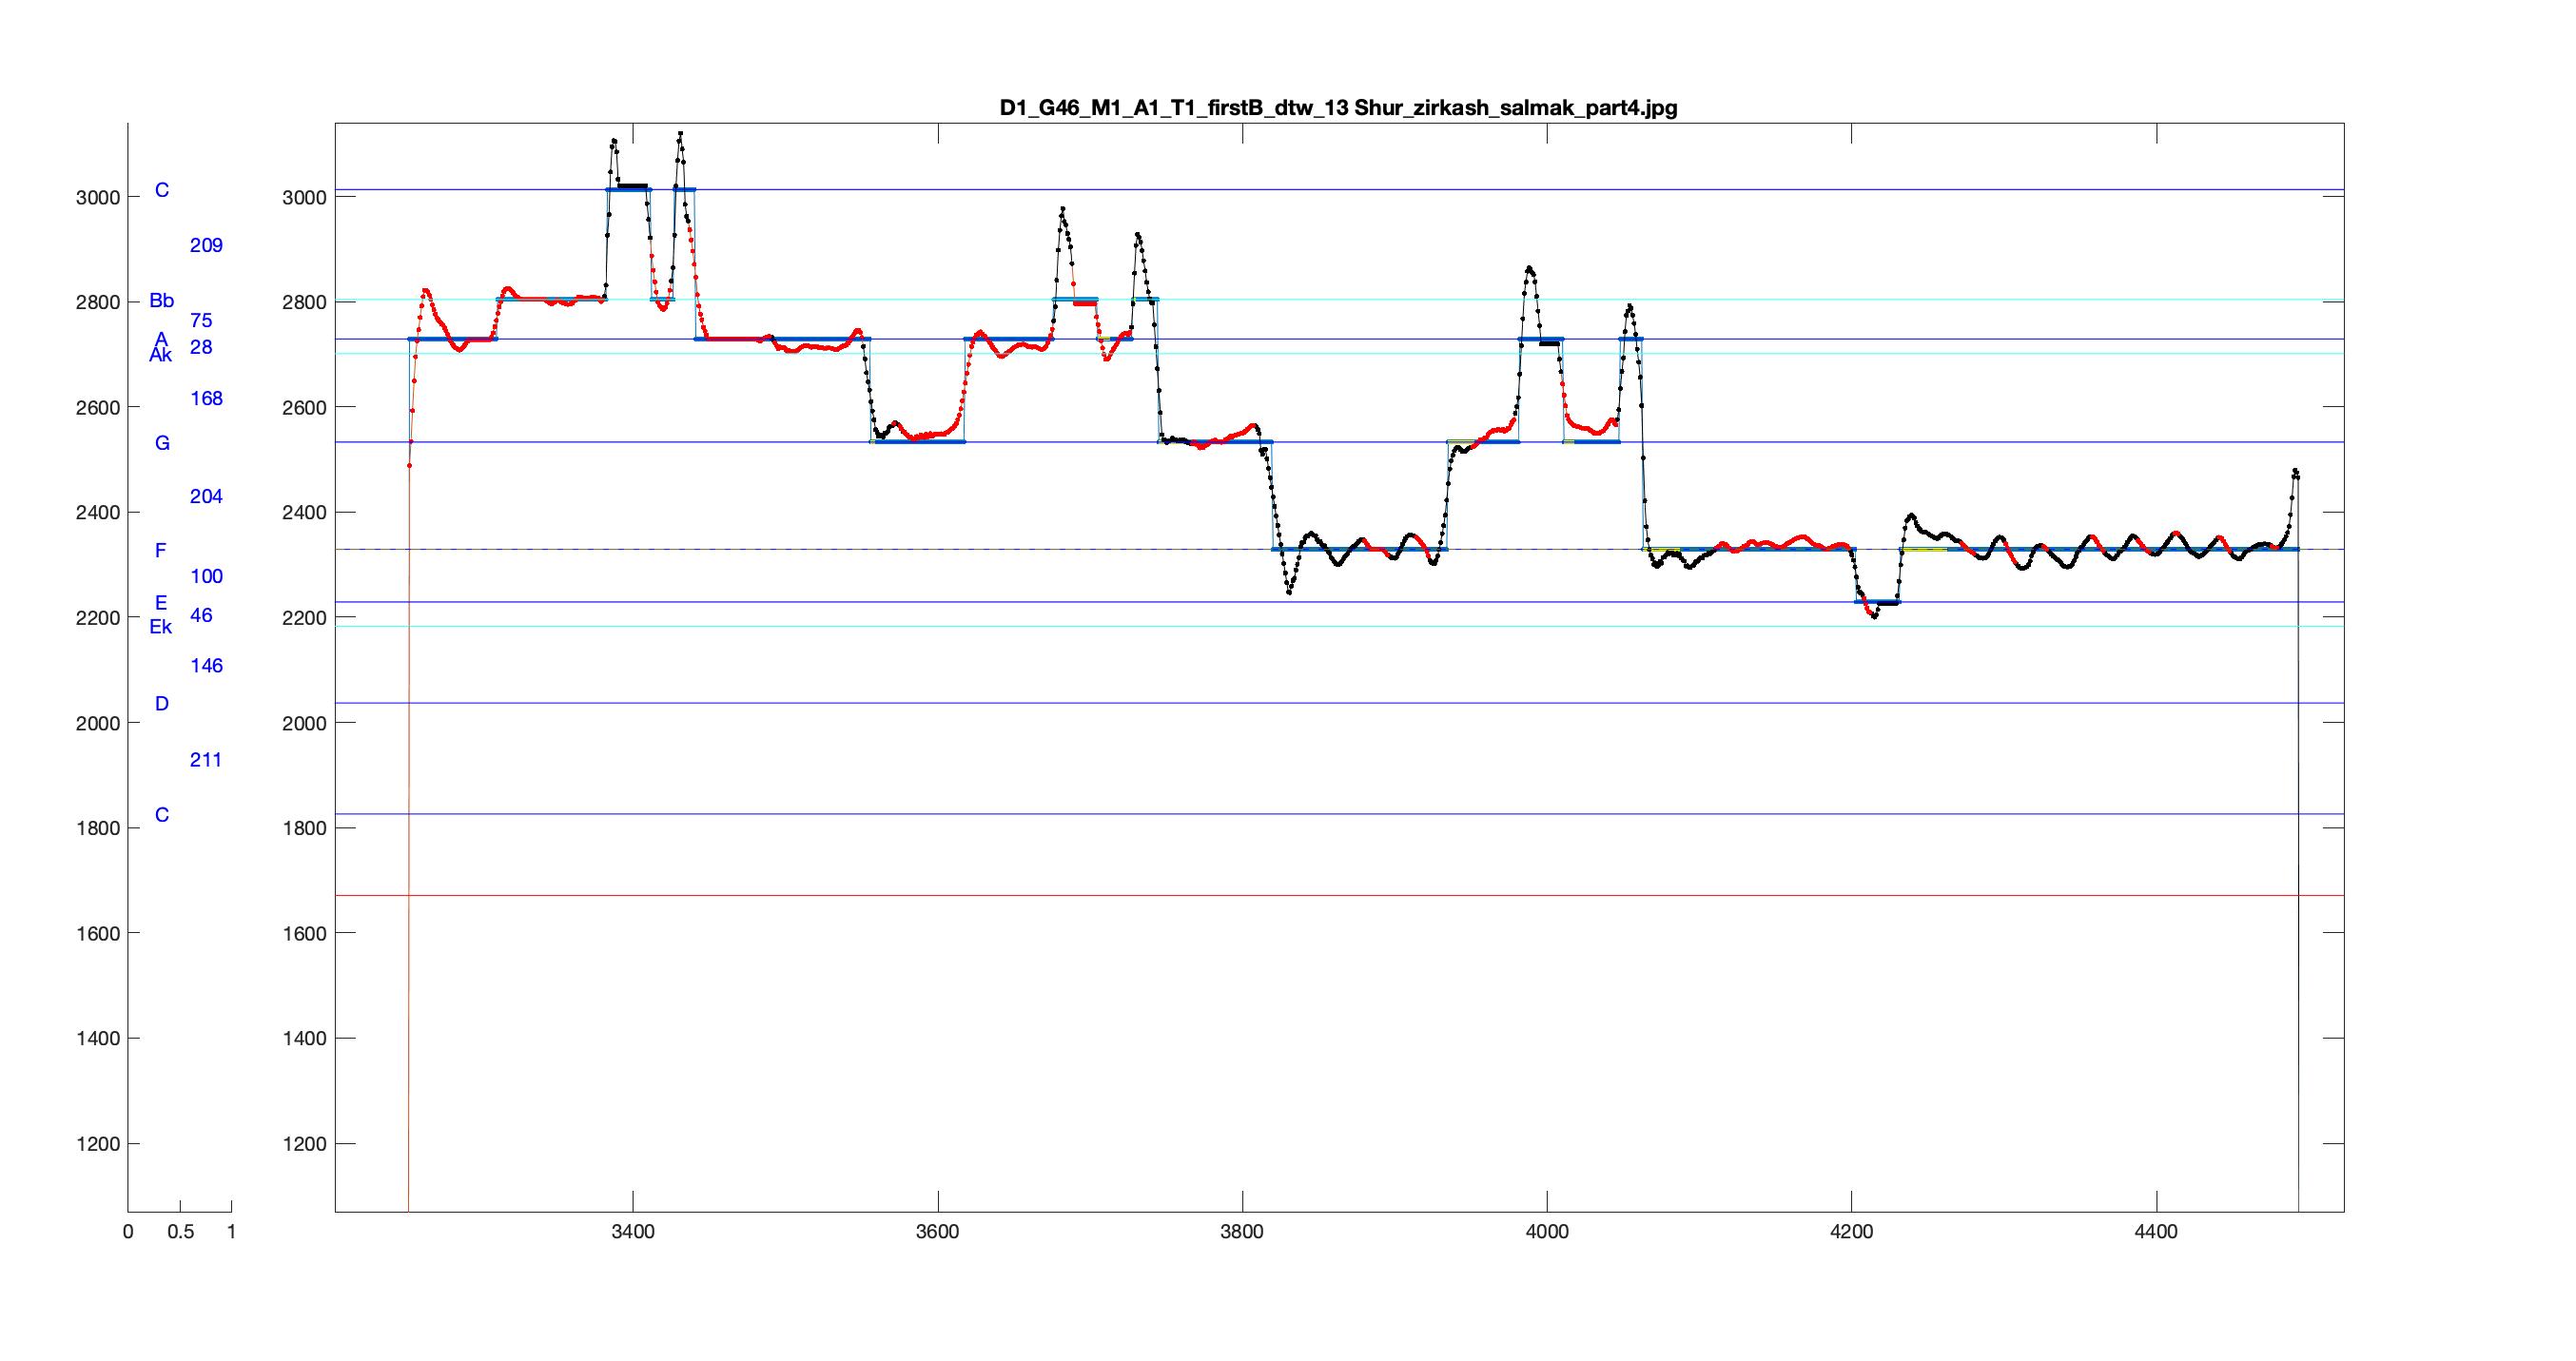 D1_G46_M1_A1_T1_firstB_dtw_13 Shur_zirkash_salmak_part4.jpg
3000 C 3000
209
2800 Bb 2800
75
A
28
Ak
168
2600 2600
G
204
2400 2400
F
100
E
46
2200 2200
Ek
146
D
2000 2000
211
C
1800 1800
1600 1600
1400 1400
1200 1200
0 0.5 1 3400 3600 3800 4000 4200 4400